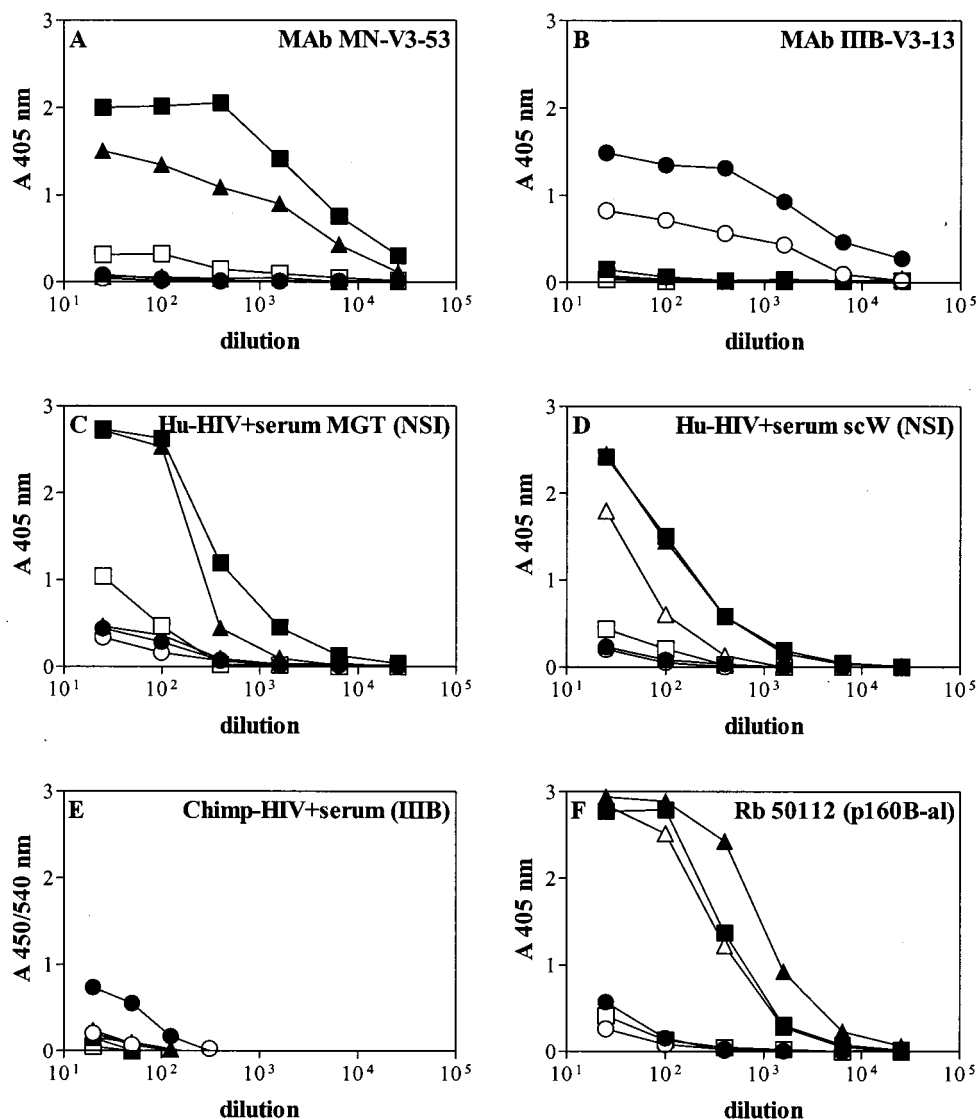 A MAb MN-V3-53
3
2
1
0
A 405 nm
10¹ 10² 10³ 10⁴ 10⁵
dilution
B MAb IIIB-V3-13
3
2
1
0
A 405 nm
10¹ 10² 10³ 10⁴ 10⁵
dilution
C Hu-HIV+serum MGT (NSI)
3
2
1
0
A 405 nm
10¹ 10² 10³ 10⁴ 10⁵
dilution
D Hu-HIV+serum scW (NSI)
3
2
1
0
A 405 nm
10¹ 10² 10³ 10⁴ 10⁵
dilution
E Chimp-HIV+serum (IIIB)
3
2
1
0
A 450/540 nm
10¹ 10² 10³ 10⁴ 10⁵
dilution
F Rb 50112 (p160B-al)
3
2
1
0
A 405 nm
10¹ 10² 10³ 10⁴ 10⁵
dilution